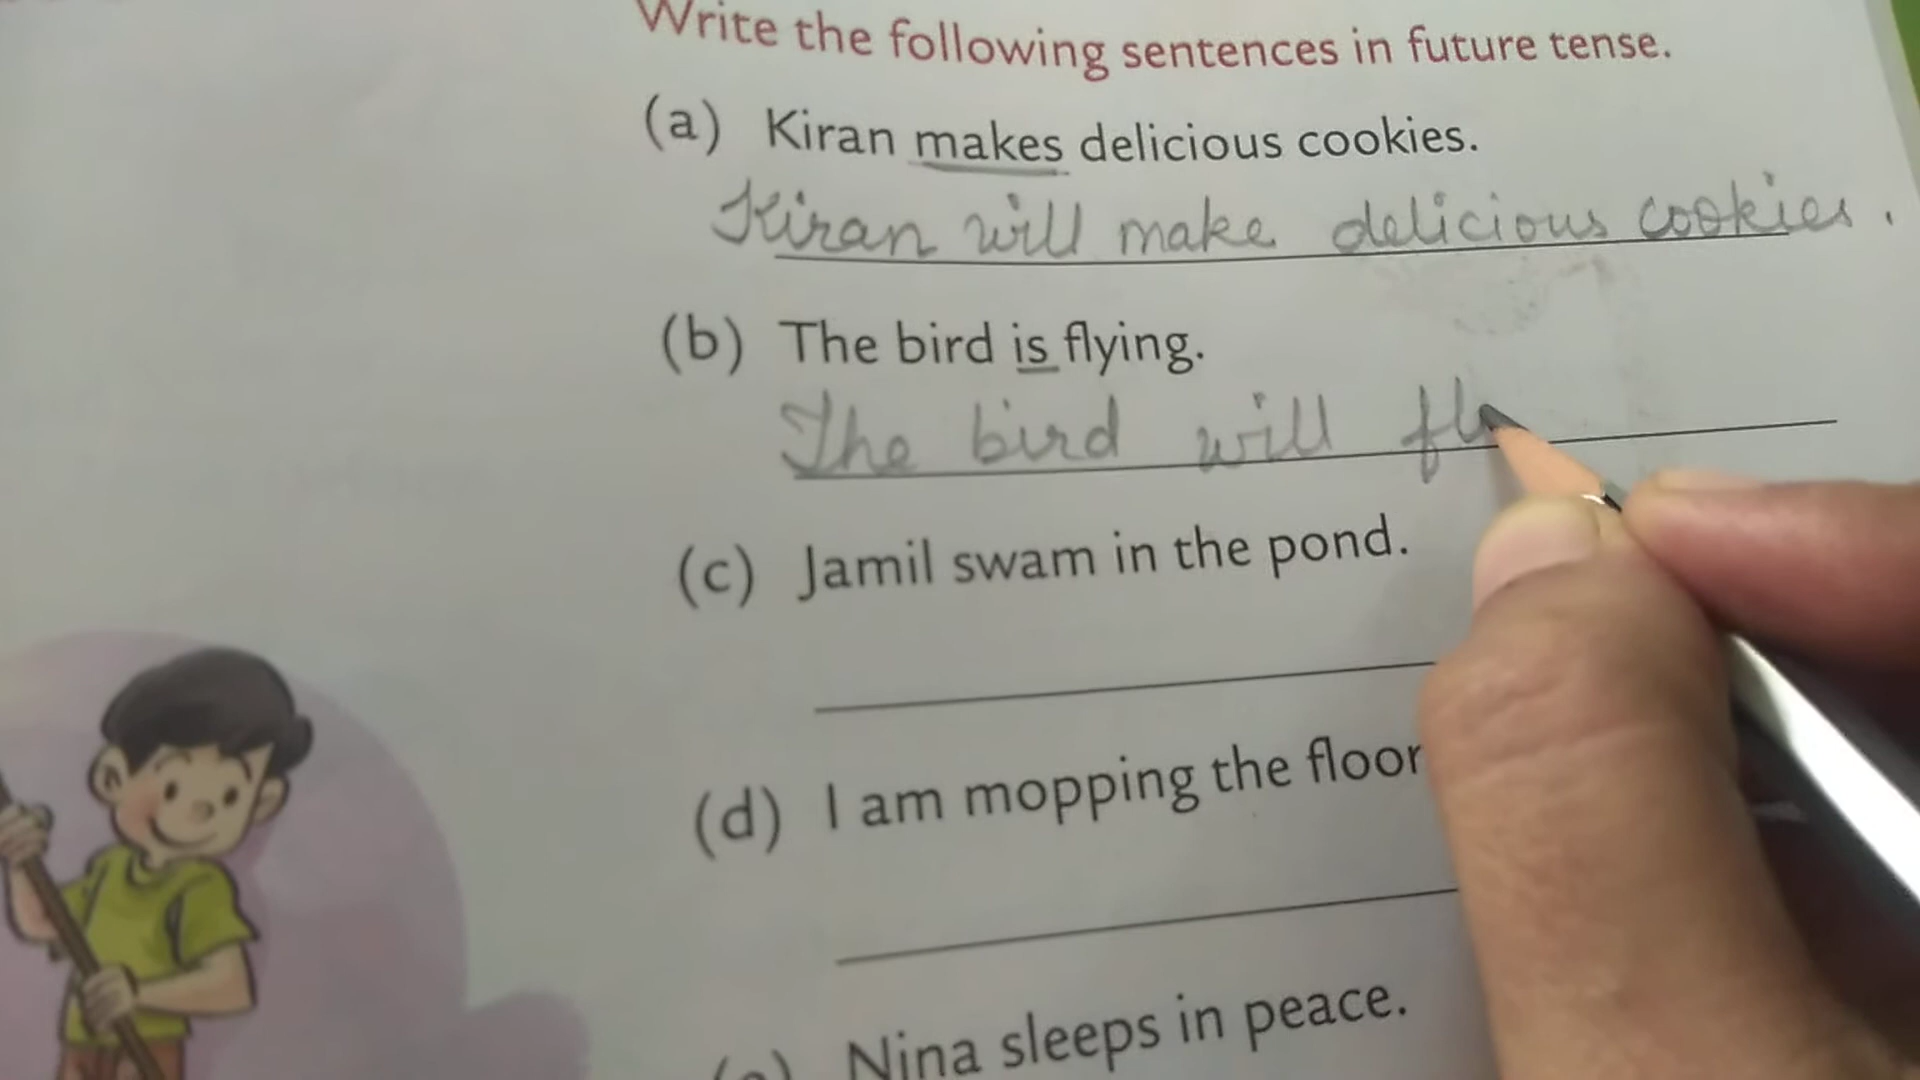 Write the following sentences in future tense.
(a) Kiran makes delicious cookies.
Kiran will make delicious cookies.
(b) The bird is flying.
The bird will fl
(c) Jamil swam in the pond.
(d) I am mopping the floor
(e) Nina sleeps in peace.